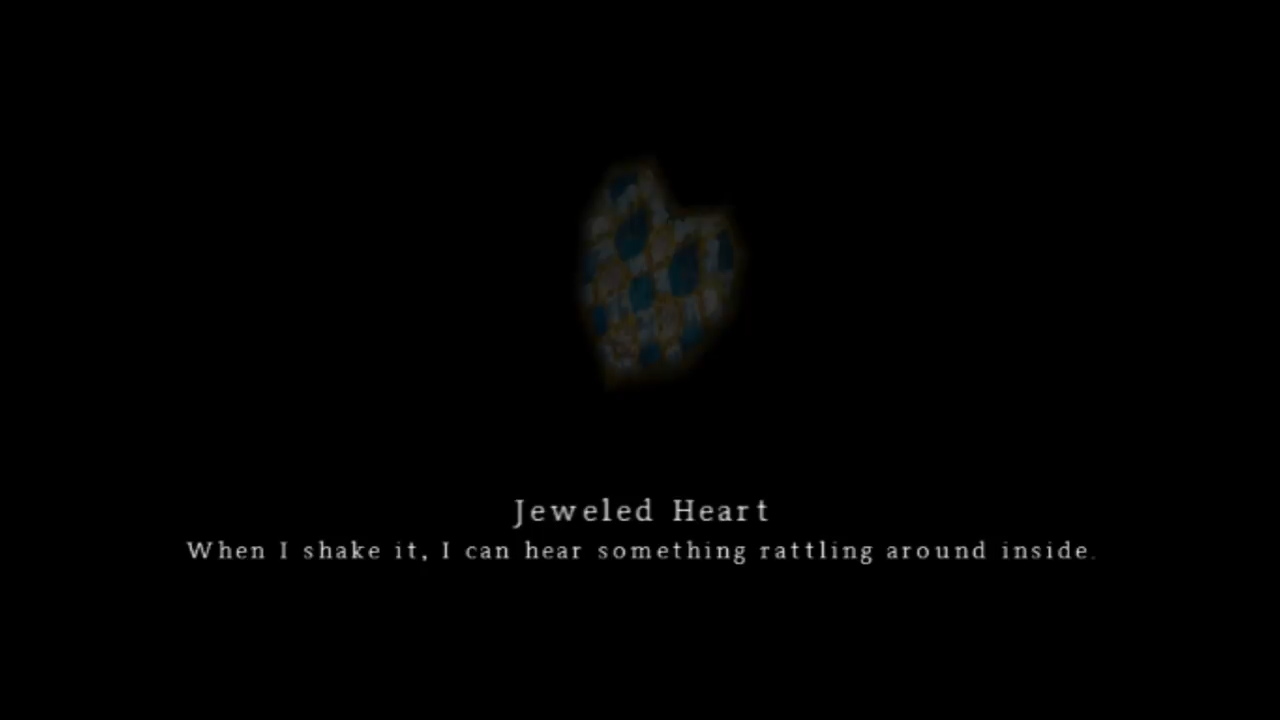 Jeweled Heart
When I shake it, I can hear something rattling around inside.